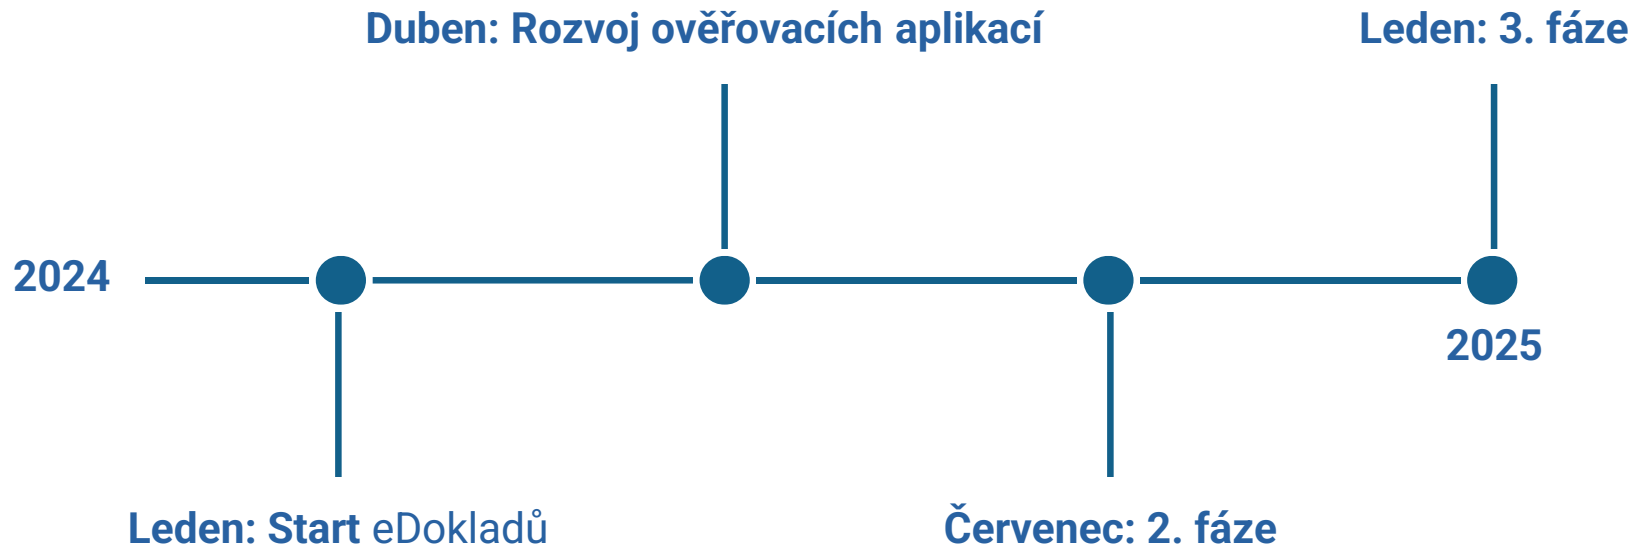 Duben: Rozvoj ověřovacích aplikací
Leden: 3. fáze
2024
2025
Leden: Start eDokladů
Červenec: 2. fáze